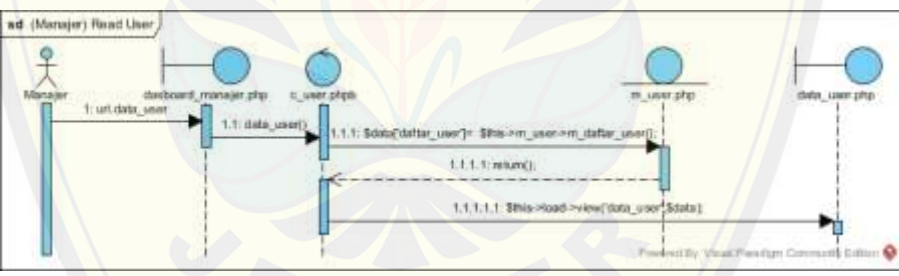 sd (Manajer) Read User
Manajer
dasboard_manajer.php
c_user.phph
m_user.php
data_user.php
1: url.data_user
1.1: data_user()
1.1.1: $data['daftar_user']= $this->m_user->m_daftar_user();
1.1.1.1: return();
1.1.1.1.1: $this->load->view('data_user',$data);
Powered By Visual Paradigm Community Edition